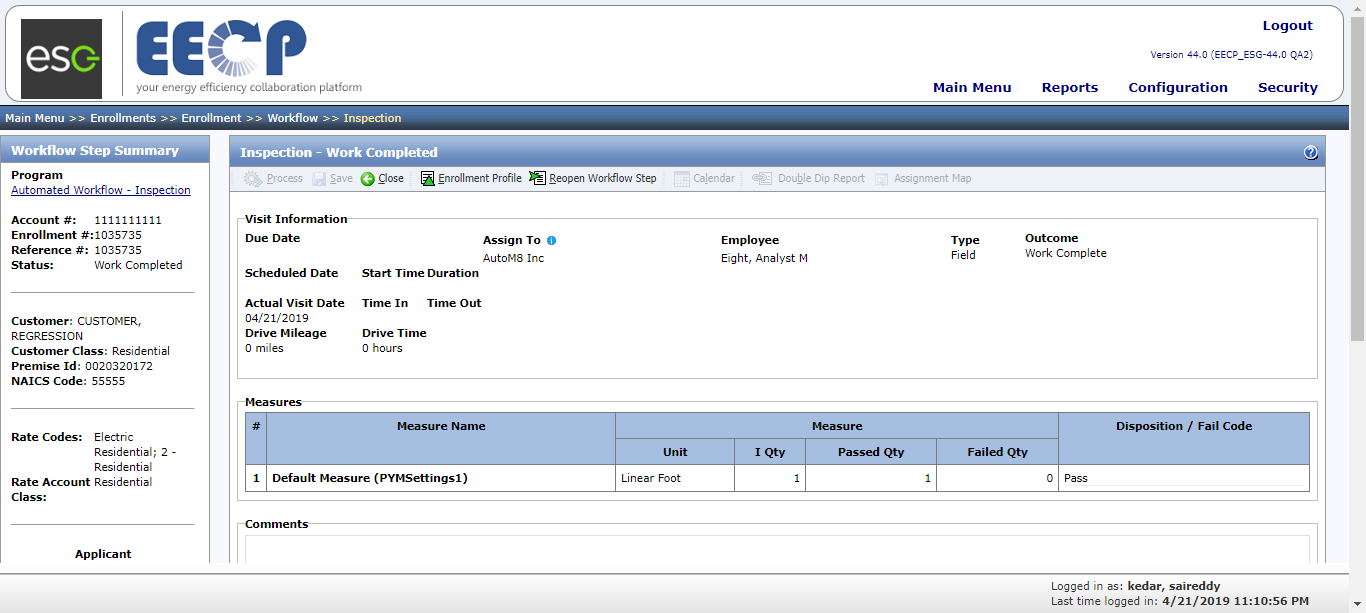 Logout
esc EECP
Version 44.0 (EECP_ESG-44.0 QA2)
your energy efficiency collaboration platform
Main Menu Reports Configuration Security
Main Menu >> Enrollments >> Enrollment >> Workflow >> Inspection
Workflow Step Summary
Program
Automated Workflow - Inspection
Account #: 1111111111
Enrollment #:1035735
Reference #: 1035735
Status: Work Completed
Customer: CUSTOMER,
REGRESSION
Customer Class: Residential
Premise Id: 0020320172
NAICS Code: 55555
Rate Codes: Electric
Residential; 2 -
Residential
Rate Account Residential
Class:
Applicant
Inspection - Work Completed
Process Save Close Enrollment Profile Reopen Workflow Step Calendar Double Dip Report Assignment Map
Visit Information
Due Date Assign To Employee Type Outcome
AutoM8 Inc Eight, Analyst M Field Work Complete
Scheduled Date Start Time Duration
Actual Visit Date Time In Time Out
04/21/2019
Drive Mileage Drive Time
0 miles 0 hours
Measures
# Measure Name Measure Disposition / Fail Code
Unit I Qty Passed Qty Failed Qty
1 Default Measure (PYMSettings1) Linear Foot 1 1 0 Pass
Comments
Logged in as: kedar, saireddy
Last time logged in: 4/21/2019 11:10:56 PM